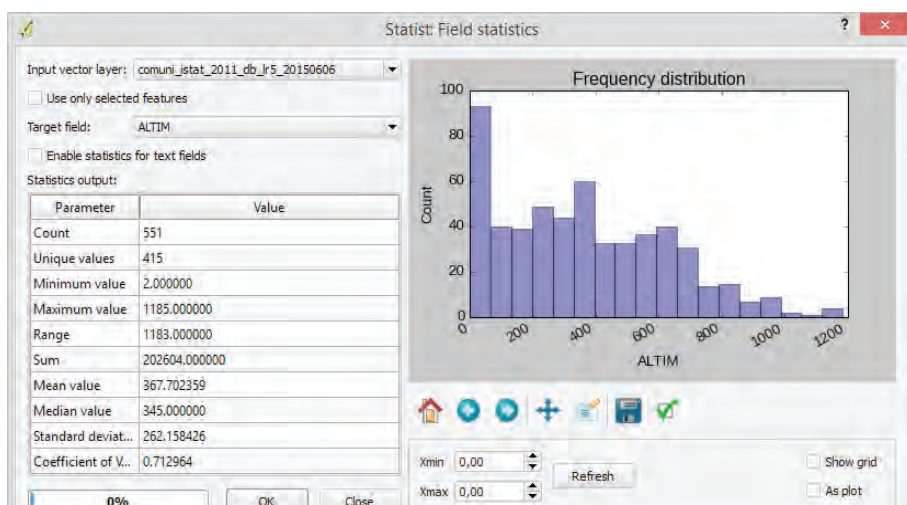 Statist: Field statistics
?
Input vector layer: comuni_istat_2011_db_lr5_20150606
Use only selected features
Target field: ALTIM
Enable statistics for text fields
Statistics output:
Parameter Value
Count 551
Unique values 415
Minimum value 2.000000
Maximum value 1185.000000
Range 1183.000000
Sum 202604.000000
Mean value 367.702359
Median value 345.000000
Standard deviat... 262.158426
Coefficient of V... 0.712964
0% OK Close
Frequency distribution
100
80
60
40
20
0
Count
0 200 400 600 800 1000 1200
ALTIM
Xmin 0,00
Refresh
Show grid
Xmax 0,00
As plot